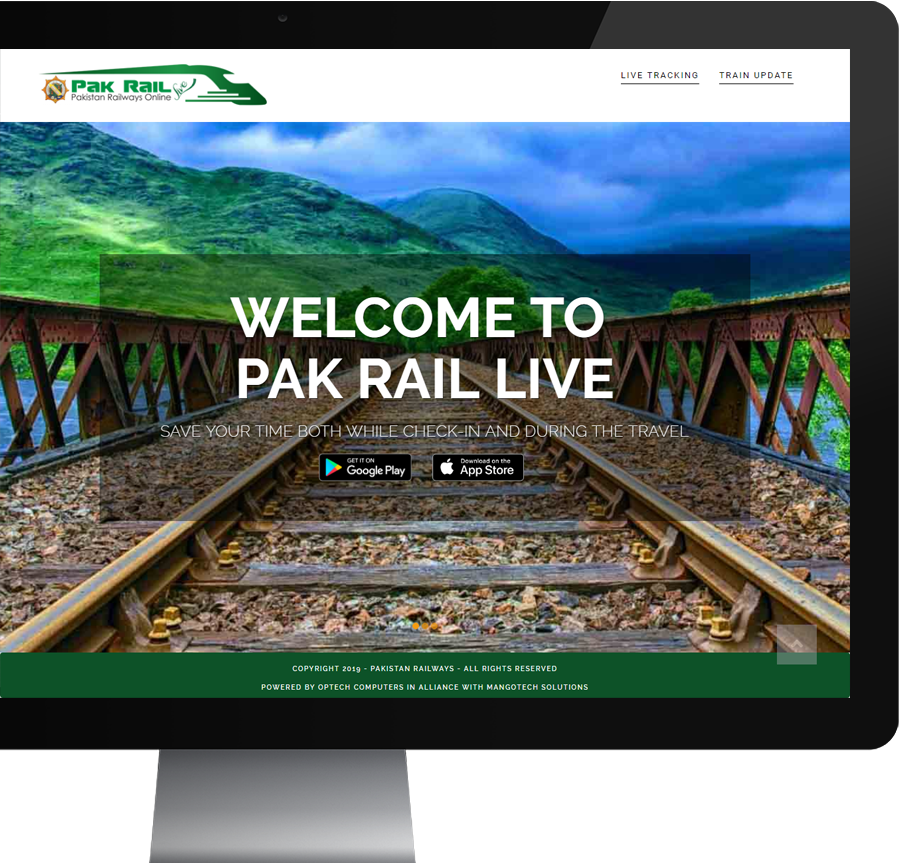 Pak Rail
Pakistan Railways Online
LIVE TRACKING
TRAIN UPDATE
WELCOME TO
PAK RAIL LIVE
SAVE YOUR TIME BOTH WHILE CHECK-IN AND DURING THE TRAVEL
GET IT ON
Google Play
Download on the
App Store
COPYRIGHT 2019 - PAKISTAN RAILWAYS - ALL RIGHTS RESERVED
POWERED BY OPTECH COMPUTERS IN ALLIANCE WITH MANGOTECH SOLUTIONS